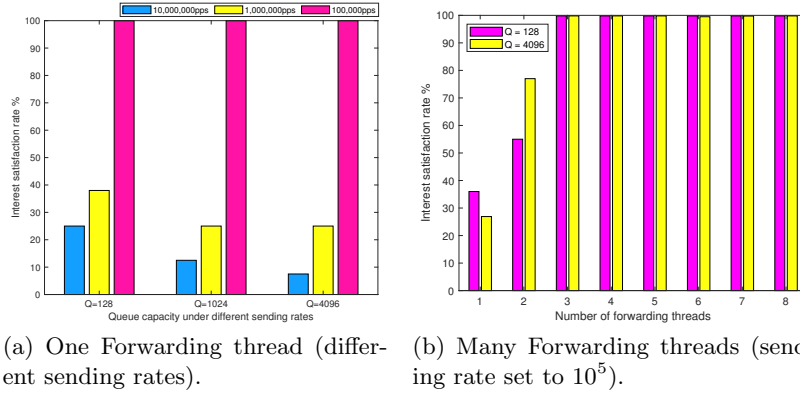 10,000,000pps 1,000,000pps 100,000pps
100
90
80
70
60
50
40
30
20
10
0
Interest satisfaction rate %
Q=128 Q=1024 Q=4096
Queue capacity under different sending rates
(a) One Forwarding thread (differ-
ent sending rates).
100
90
80
70
60
50
40
30
20
10
0
Interest satisfaction rate %
Q = 128
Q = 4096
1 2 3 4 5 6 7 8
Number of forwarding threads
(b) Many Forwarding threads (send
ing rate set to 10^5).